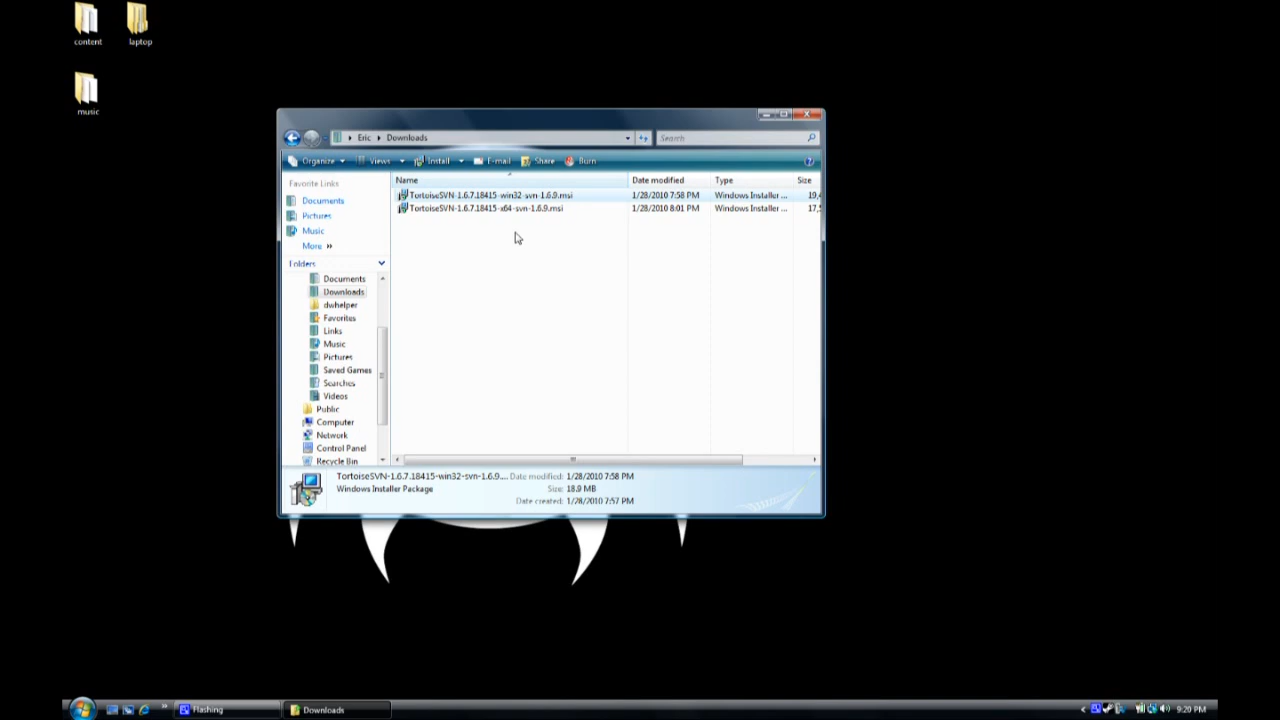 content
laptop
music
Eric
Downloads
Search
Organize
Views
Install
E-mail
Share
Burn
Favorite Links
Documents
Pictures
Music
More »
Folders
Documents
Downloads
dwhelper
Favorites
Links
Music
Pictures
Saved Games
Searches
Videos
Public
Computer
Network
Control Panel
Recycle Bin
Name Date modified Type Size
TortoiseSVN-1.6.7.18415-win32-svn-1.6.9.msi 1/28/2010 7:58 PM Windows Installer ... 19,4
TortoiseSVN-1.6.7.18415-x64-svn-1.6.9.msi 1/28/2010 8:01 PM Windows Installer ... 17,5
TortoiseSVN-1.6.7.18415-win32-svn-1.6.9.... Date modified: 1/28/2010 7:58 PM
Windows Installer Package Size: 18.9 MB
Date created: 1/28/2010 7:57 PM
Flashing
Downloads
9:20 PM